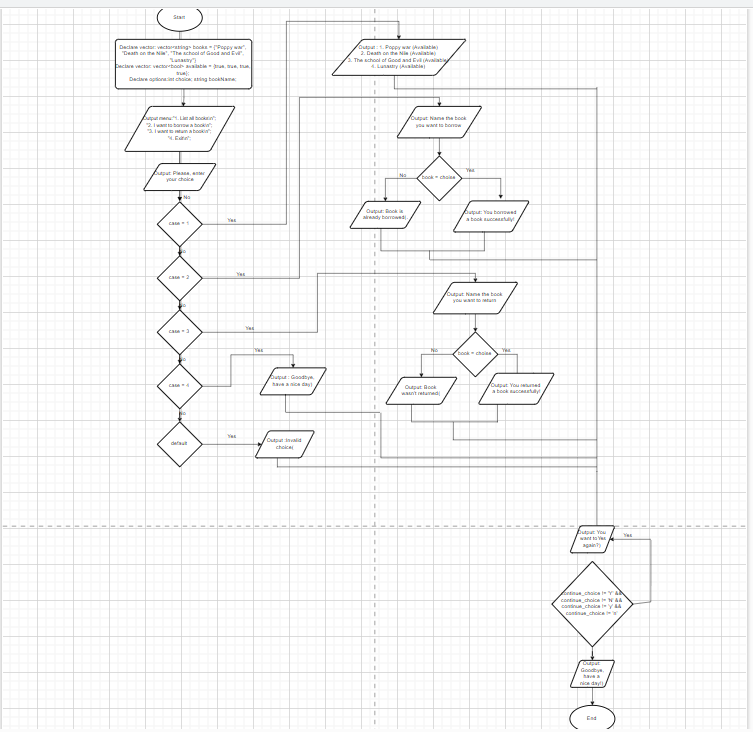 Start
Declare vector: vector<string> books = {"Poppy war",
"Death on the Nile", "The school of Good and Evil",
"Lunastry"}
Declare vector: vector<bool> available = {true, true, true,
true};
Declare options:list choice; string bookName;
Output menu:"1. List all books\n";
"2. I want to borrow a book\n";
"3. I want to return a book\n";
"4. Exit\n";
Output: Please, enter
your choice
No
case = 1
Yes
No
case = 2
Yes
No
case = 3
Yes
No
case = 4
Yes
No
default
Yes
Output : Goodbye,
have a nice day)
Output :Invalid
choice(
Output : 1. Poppy war (Available)
2. Death on the Nile (Available)
3. The school of Good and Evil (Available)
4. Lunastry (Available)
Output: Name the book
you want to borrow
book = choise
No
Yes
Output: Book is
already borrowed)
Output: You borrowed
a book successfully!
Output: Name the book
you want to return
book = choise
No
Yes
Output: Book
wasn't returned(
Output: You returned
a book successfully!
Output: You
want to Yes
again?)
Yes
continue_choice != 'Y' &&
continue_choice != 'N' &&
continue_choice != 'y' &&
continue_choice != 'n'
Output:
Goodbye,
have a
nice day!)
End